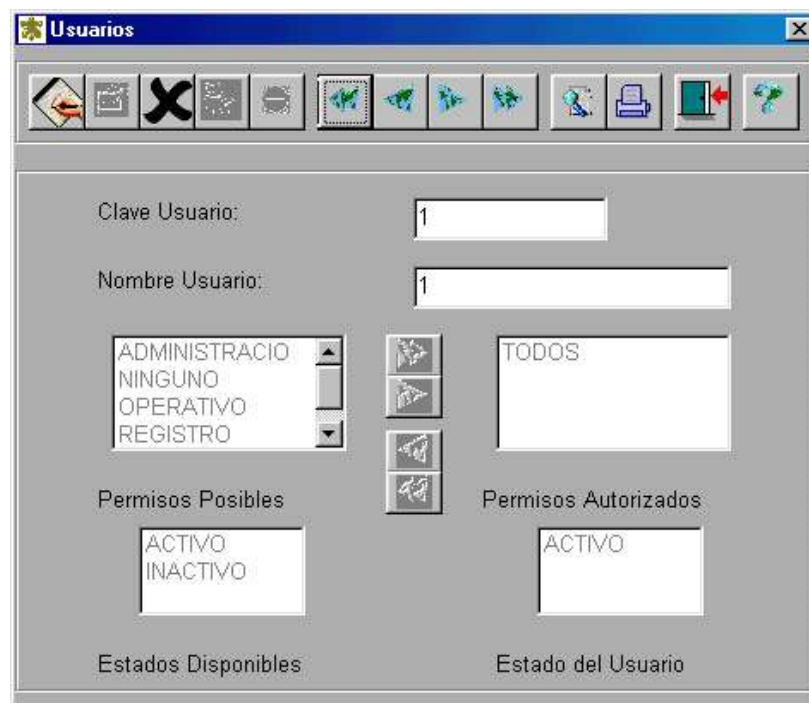 Usuarios
Clave Usuario:
1
Nombre Usuario:
1
ADMINISTRACIO
NINGUNO
OPERATIVO
REGISTRO
TODOS
Permisos Posibles
Permisos Autorizados
ACTIVO
INACTIVO
ACTIVO
Estados Disponibles
Estado del Usuario